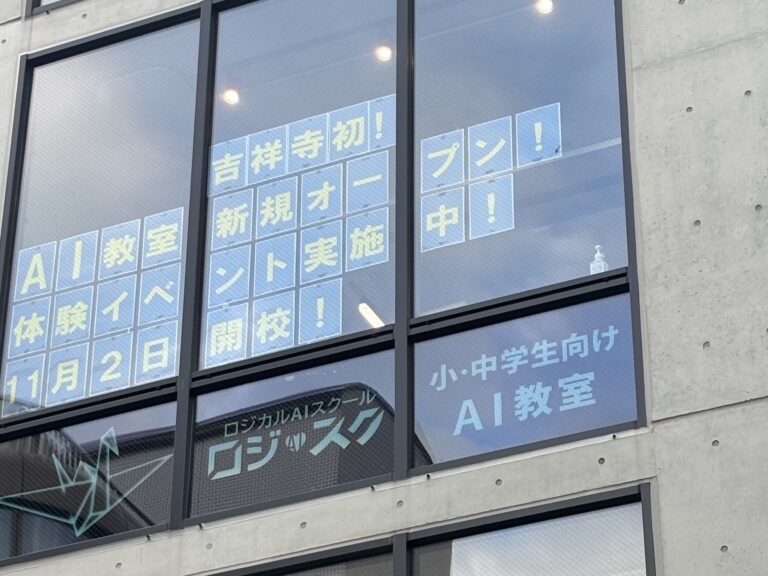 吉祥寺初!
AI教室 新規オープン!
体験イベント実施中!
11月2日開校!
ロジカルAIスクール
ロジAIスク
小・中学生向け
AI教室